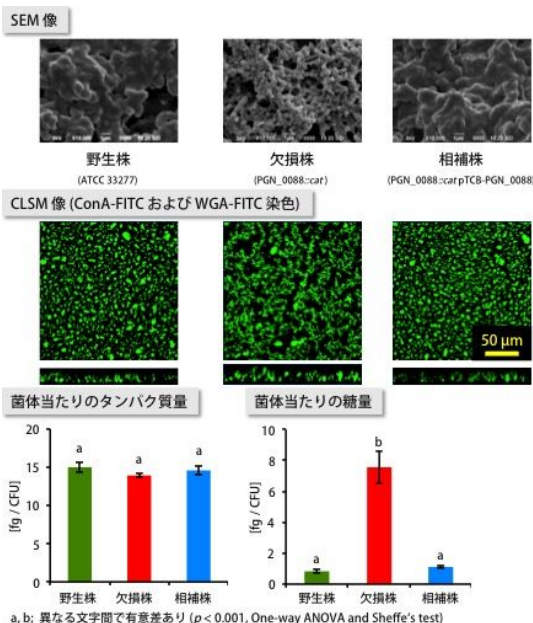 SEM 像
野生株
欠損株
相補株
(ATCC 33277)
(PGN_0088::cat)
(PGN_0088::cat pTCB-PGN_0088)
CLSM 像 (ConA-FITC および WGA-FITC 染色)
50 µm
菌体当たりのタンパク質量
菌体当たりの糖量
[fg / CFU]
20
15
10
5
0
a
a
a
野生株
欠損株
相補株
[fg / CFU]
10
8
6
4
2
0
a
b
a
野生株
欠損株
相補株
a, b; 異なる文字間で有意差あり (p < 0.001, One-way ANOVA and Sheffe's test)